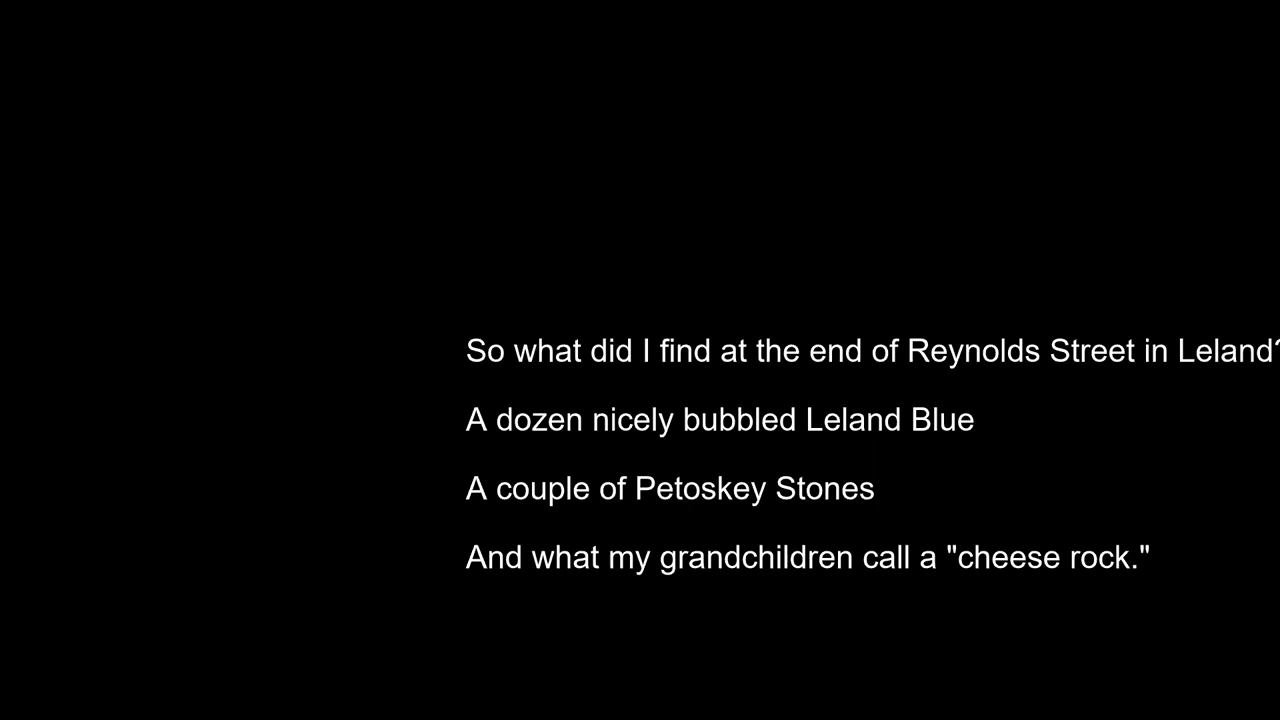 So what did I find at the end of Reynolds Street in Leland?
A dozen nicely bubbled Leland Blue
A couple of Petoskey Stones
And what my grandchildren call a "cheese rock."